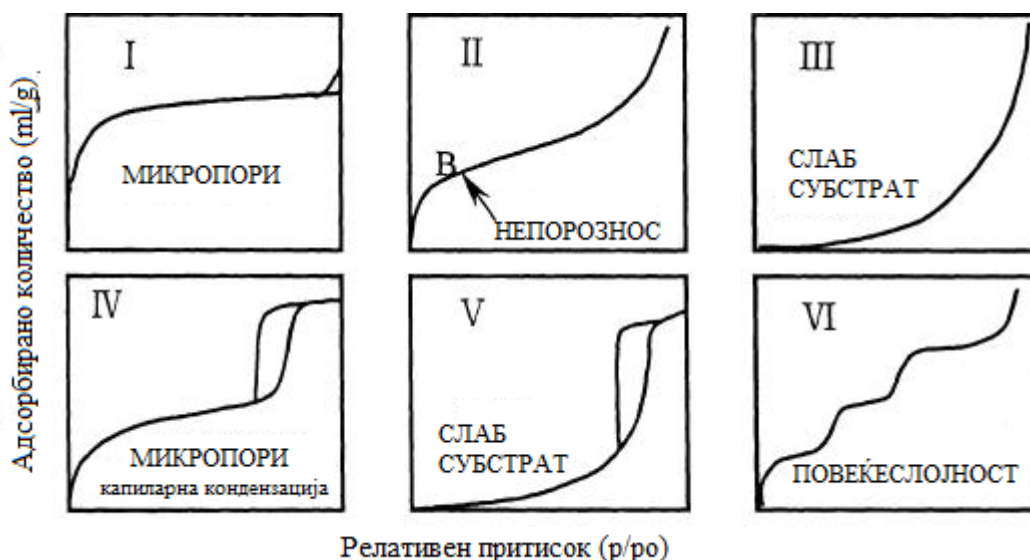 Адсорбирано количество (ml/g).
I
МИКРОПОРИ
II
B
НЕПОРОЗНОС
III
СЛАБ
СУБСТРАТ
IV
МИКРОПОРИ
капиларна кондензација
V
СЛАБ
СУБСТРАТ
VI
ПОВЕЌЕСЛОЈНОСТ
Релативен притисок (p/po)